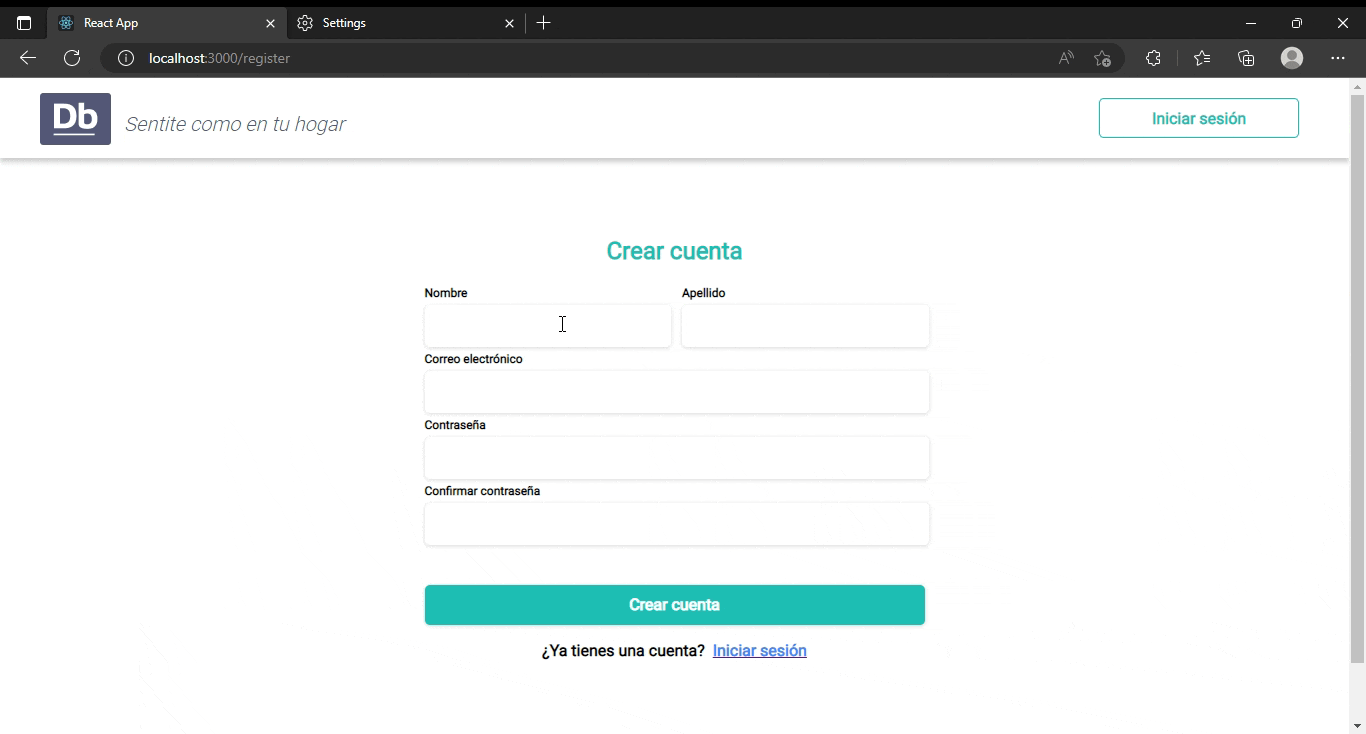 React App
Settings
localhost:3000/register
Db
Sentite como en tu hogar
Iniciar sesión
Crear cuenta
Nombre
Apellido
Correo electrónico
Contraseña
Confirmar contraseña
Crear cuenta
¿Ya tienes una cuenta? Iniciar sesión